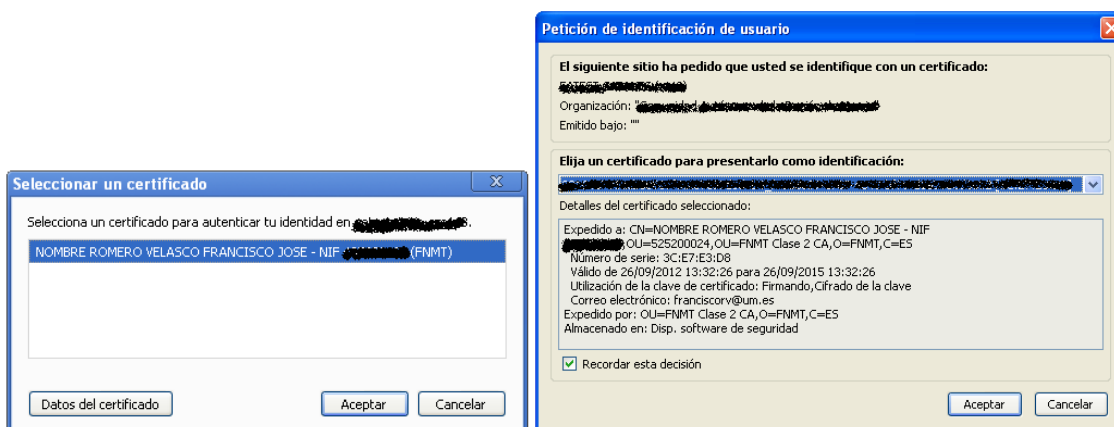 Seleccionar un certificado
Selecciona un certificado para autenticar tu identidad en
NOMBRE ROMERO VELASCO FRANCISCO JOSE - NIF (FNMT)
Datos del certificado
Aceptar
Cancelar
Petición de identificación de usuario
El siguiente sitio ha pedido que usted se identifique con un certificado:
Organización: "
Emitido bajo: ""
Elija un certificado para presentarlo como identificación:
Detalles del certificado seleccionado:
Expedido a: CN=NOMBRE ROMERO VELASCO FRANCISCO JOSE - NIF
,OU=525200024,OU=FNMT Clase 2 CA,O=FNMT,C=ES
Número de serie: 3C:E7:E3:D8
Válido de 26/09/2012 13:32:26 para 26/09/2015 13:32:26
Utilización de la clave de certificado: Firmando,Cifrado de la clave
Correo electrónico: franciscorv@um.es
Expedido por: OU=FNMT Clase 2 CA,O=FNMT,C=ES
Almacenado en: Disp. software de seguridad
Recordar esta decisión
Aceptar
Cancelar